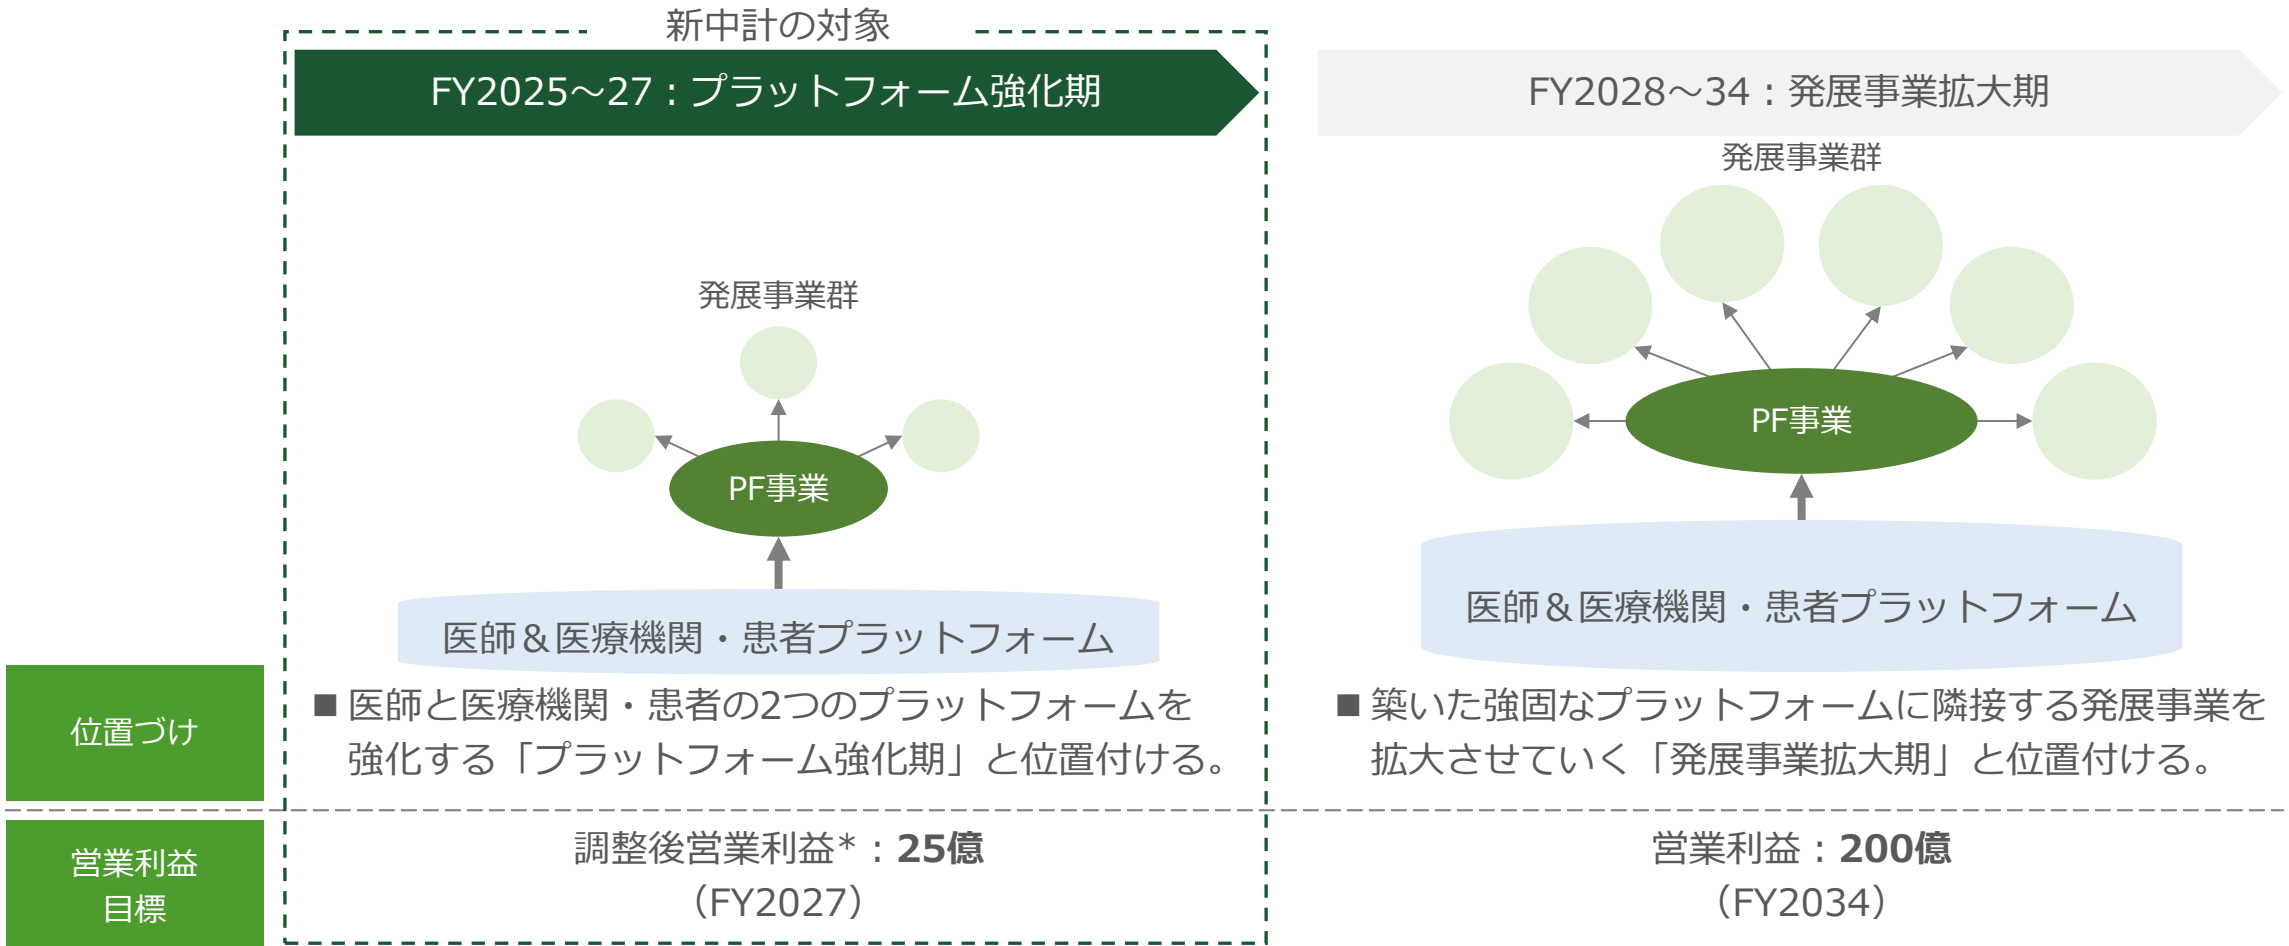 新中計の対象
FY2025～27：プラットフォーム強化期
発展事業群
PF事業
医師＆医療機関・患者プラットフォーム
FY2028～34：発展事業拡大期
発展事業群
PF事業
医師＆医療機関・患者プラットフォーム
位置づけ
■ 医師と医療機関・患者の2つのプラットフォームを
強化する「プラットフォーム強化期」と位置付ける。
■ 築いた強固なプラットフォームに隣接する発展事業を
拡大させていく「発展事業拡大期」と位置付ける。
営業利益
目標
調整後営業利益*：25億
（FY2027）
営業利益：200億
（FY2034）